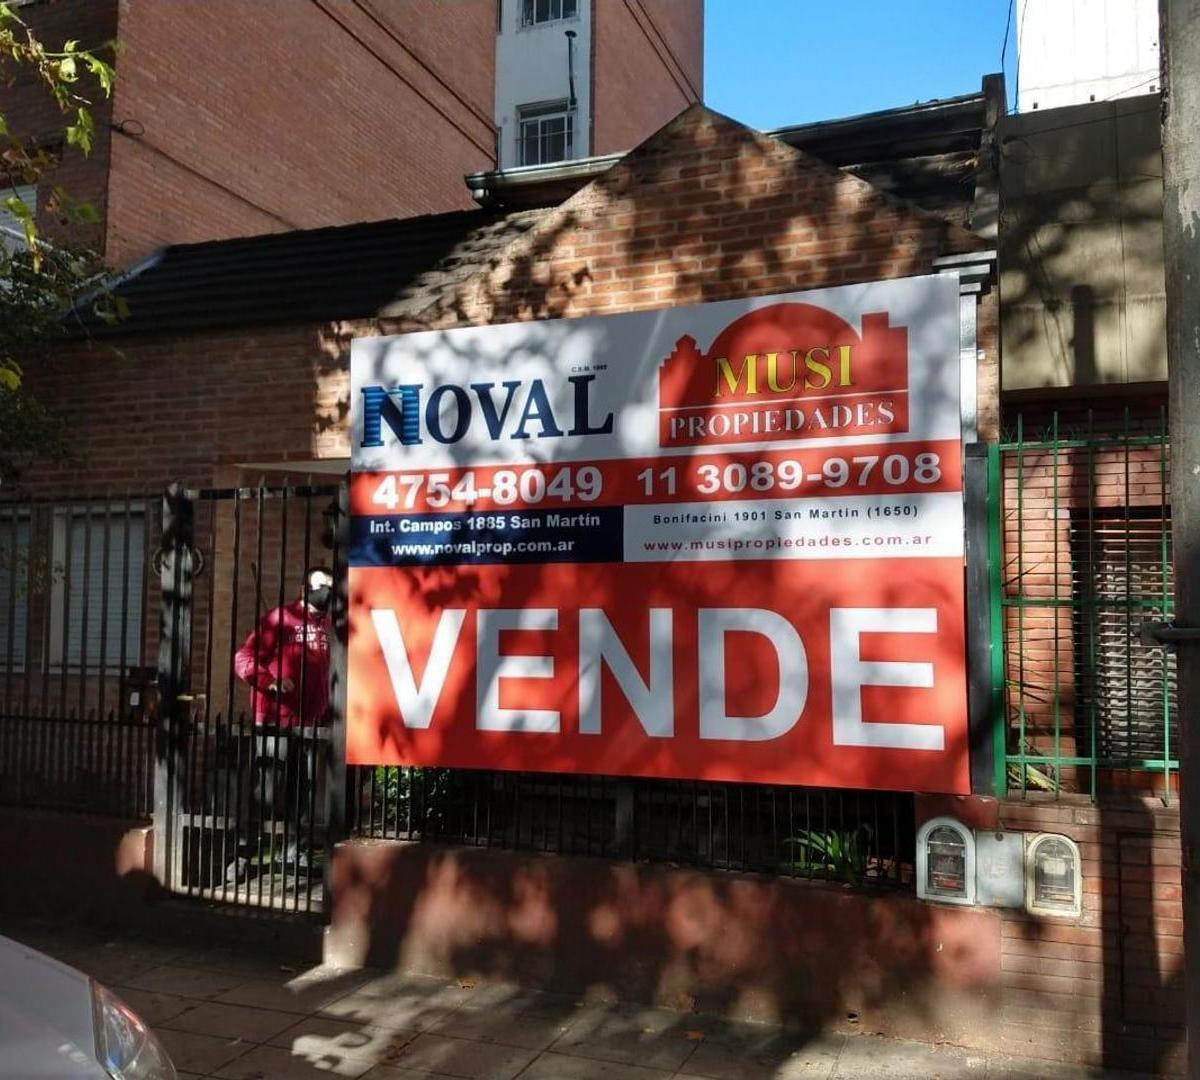 NOVAL
MUSI
PROPIEDADES
4754-8049
11 3089-9708
Int. Campos 1885 San Martín
Bonifacini 1901 San Martín (1650)
www.novalprop.com.ar
www.musipropiedades.com.ar
VENDE